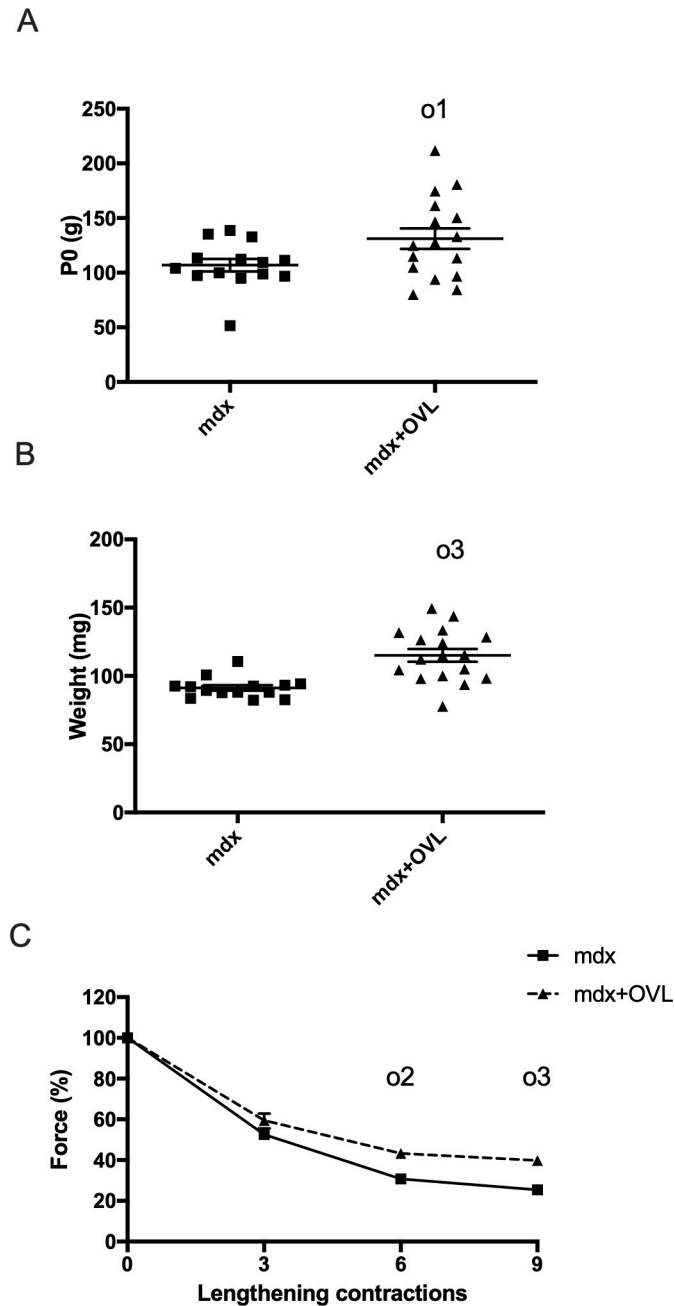 A
250
200
150
100
50
0
P0 (g)
o1
mdx
mdx+OVL
B
200
150
100
50
0
Weight (mg)
o3
mdx
mdx+OVL
C
mdx
mdx+OVL
120
100
80
60
40
20
0
Force (%)
o2
o3
0 3 6 9
Lengthening contractions